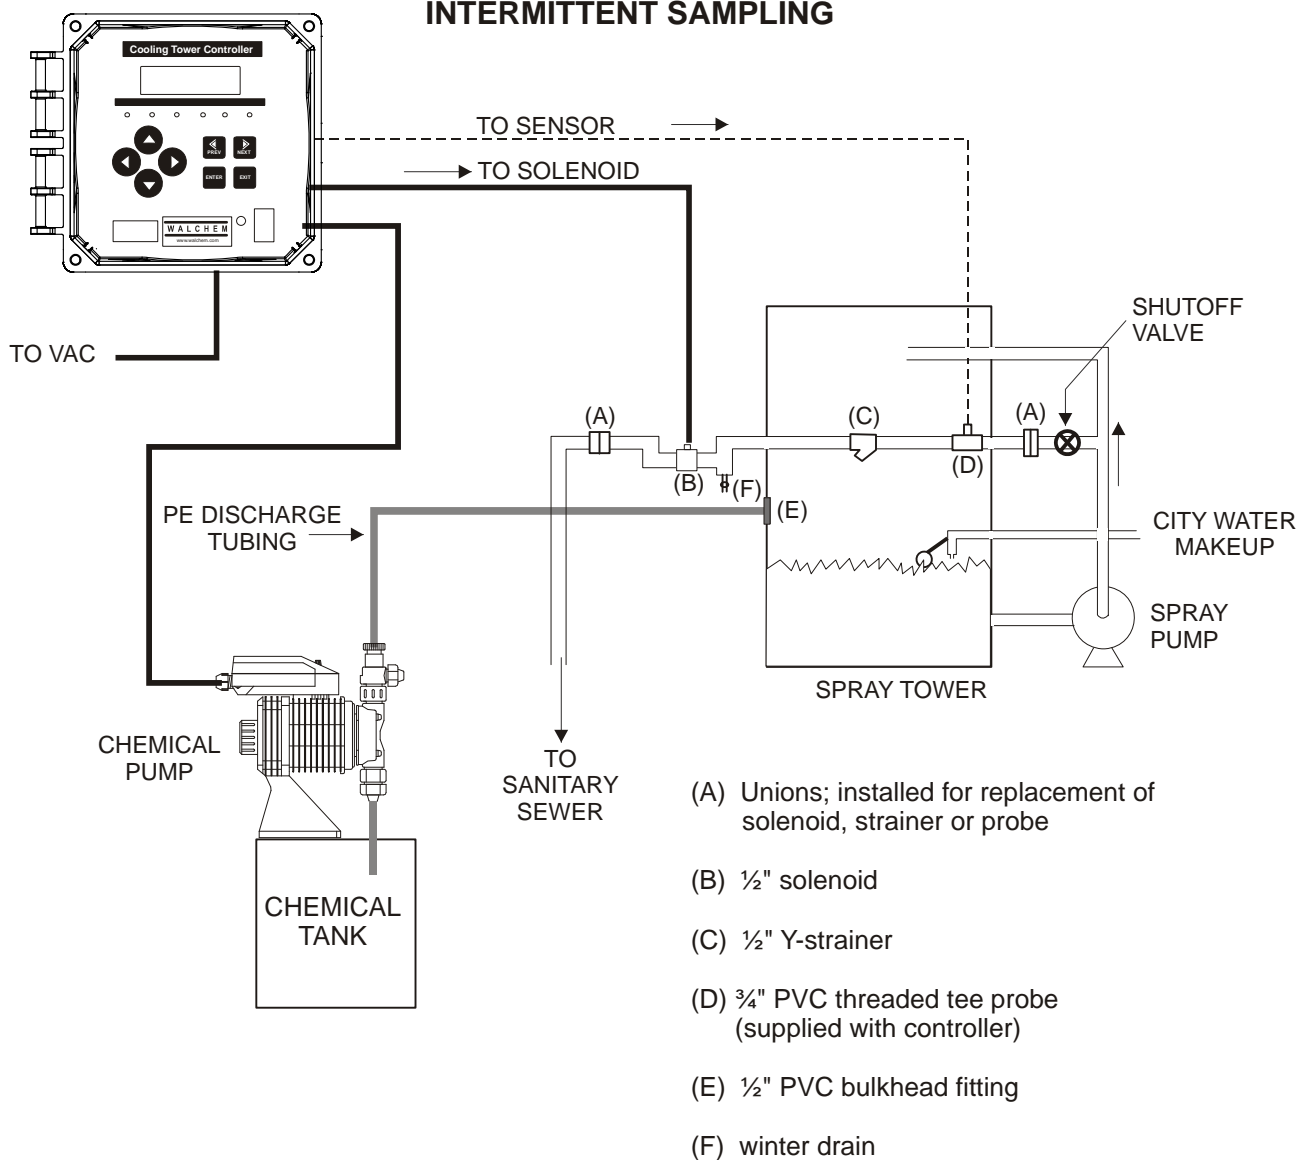 INTERMITTENT SAMPLING
Cooling Tower Controller
PREV
NEXT
ENTER
EXIT
WALCHEM
www.walchem.com
TO SENSOR
TO SOLENOID
TO VAC
SHUTOFF
VALVE
(A)
(C)
(A)
(B)
(F)
(D)
(E)
PE DISCHARGE
TUBING
CITY WATER
MAKEUP
SPRAY
PUMP
SPRAY TOWER
CHEMICAL
PUMP
TO
SANITARY
SEWER
CHEMICAL
TANK
(A) Unions; installed for replacement of
solenoid, strainer or probe
(B) ½" solenoid
(C) ½" Y-strainer
(D) ¾" PVC threaded tee probe
(supplied with controller)
(E) ½" PVC bulkhead fitting
(F) winter drain